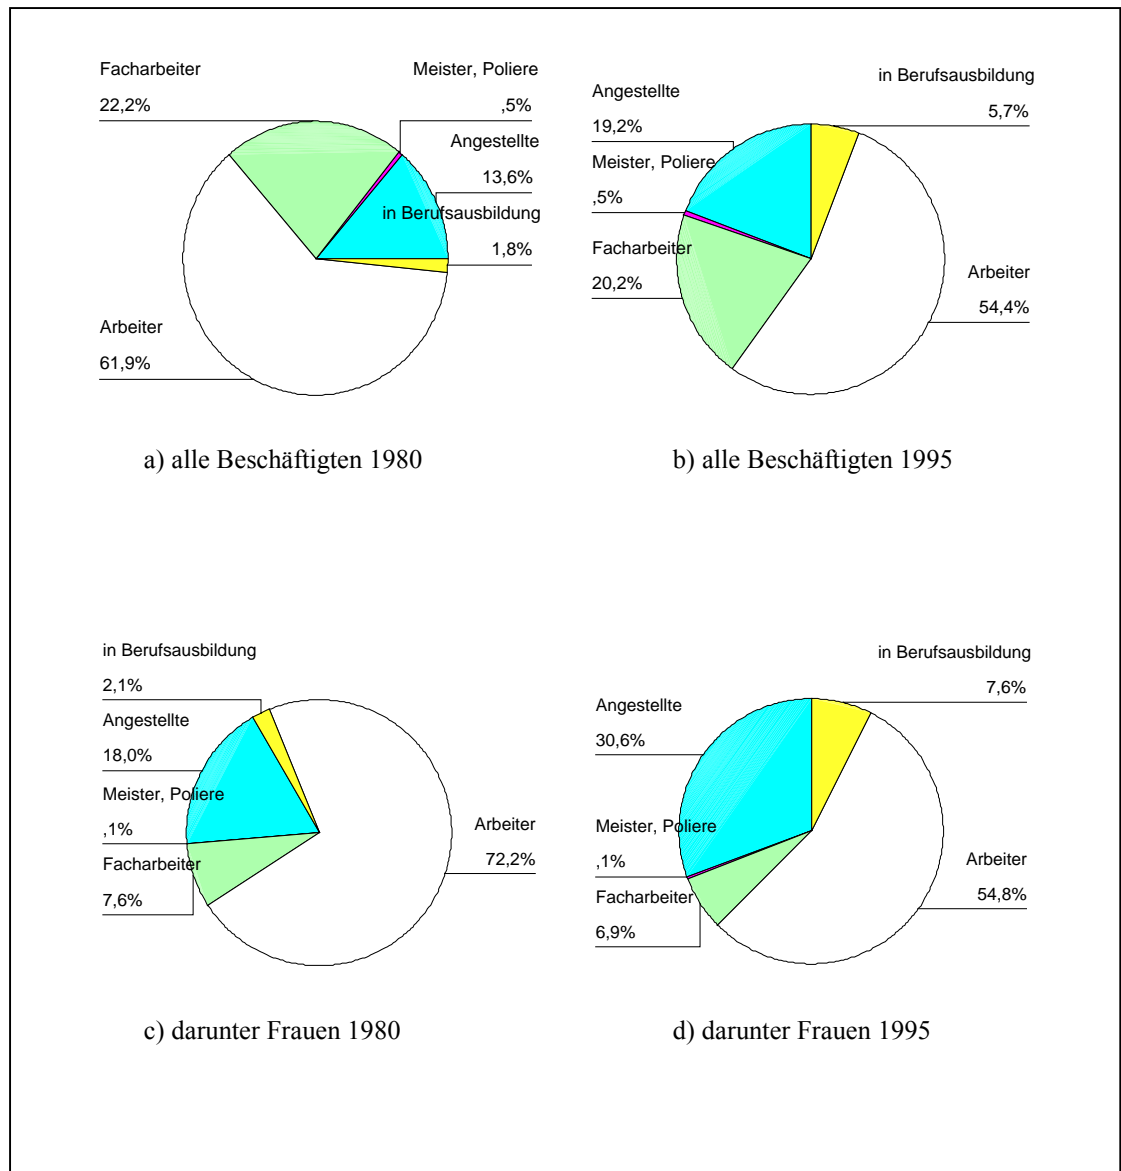 Facharbeiter
22,2%
Meister, Poliere
,5%
Angestellte
13,6%
in Berufsausbildung
1,8%
Arbeiter
61,9%
a) alle Beschäftigten 1980
in Berufsausbildung
5,7%
Angestellte
19,2%
Meister, Poliere
,5%
Facharbeiter
20,2%
Arbeiter
54,4%
b) alle Beschäftigten 1995
in Berufsausbildung
2,1%
Angestellte
18,0%
Meister, Poliere
,1%
Facharbeiter
7,6%
Arbeiter
72,2%
c) darunter Frauen 1980
in Berufsausbildung
7,6%
Angestellte
30,6%
Meister, Poliere
,1%
Facharbeiter
6,9%
Arbeiter
54,8%
d) darunter Frauen 1995